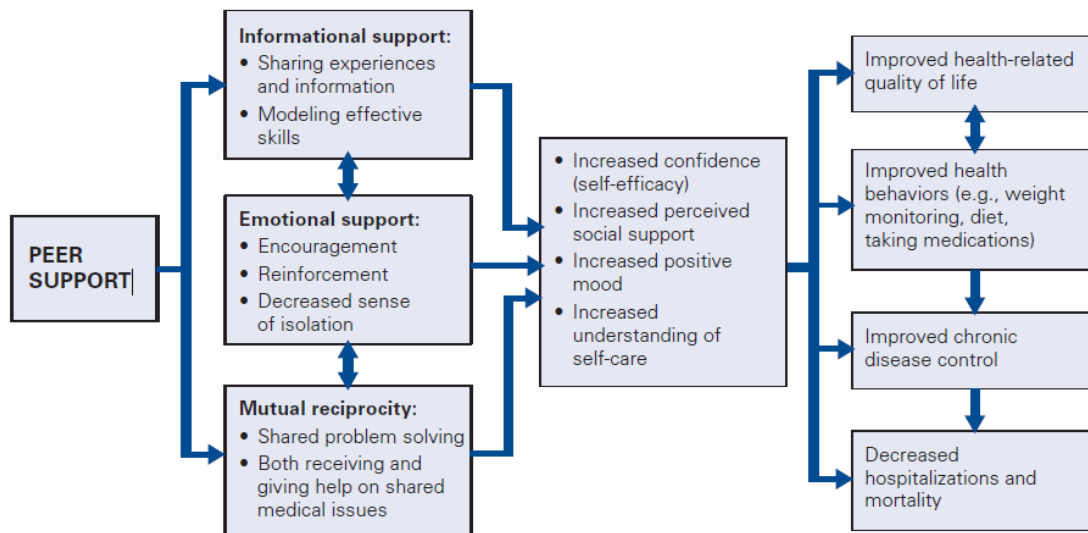 PEER
SUPPORT
Informational support:
• Sharing experiences
and information
• Modeling effective
skills
Emotional support:
• Encouragement
• Reinforcement
• Decreased sense
of isolation
Mutual reciprocity:
• Shared problem solving
• Both receiving and
giving help on shared
medical issues
• Increased confidence
(self-efficacy)
• Increased perceived
social support
• Increased positive
mood
• Increased
understanding of
self-care
Improved health-related
quality of life
Improved health
behaviors (e.g., weight
monitoring, diet,
taking medications)
Improved chronic
disease control
Decreased
hospitalizations and
mortality